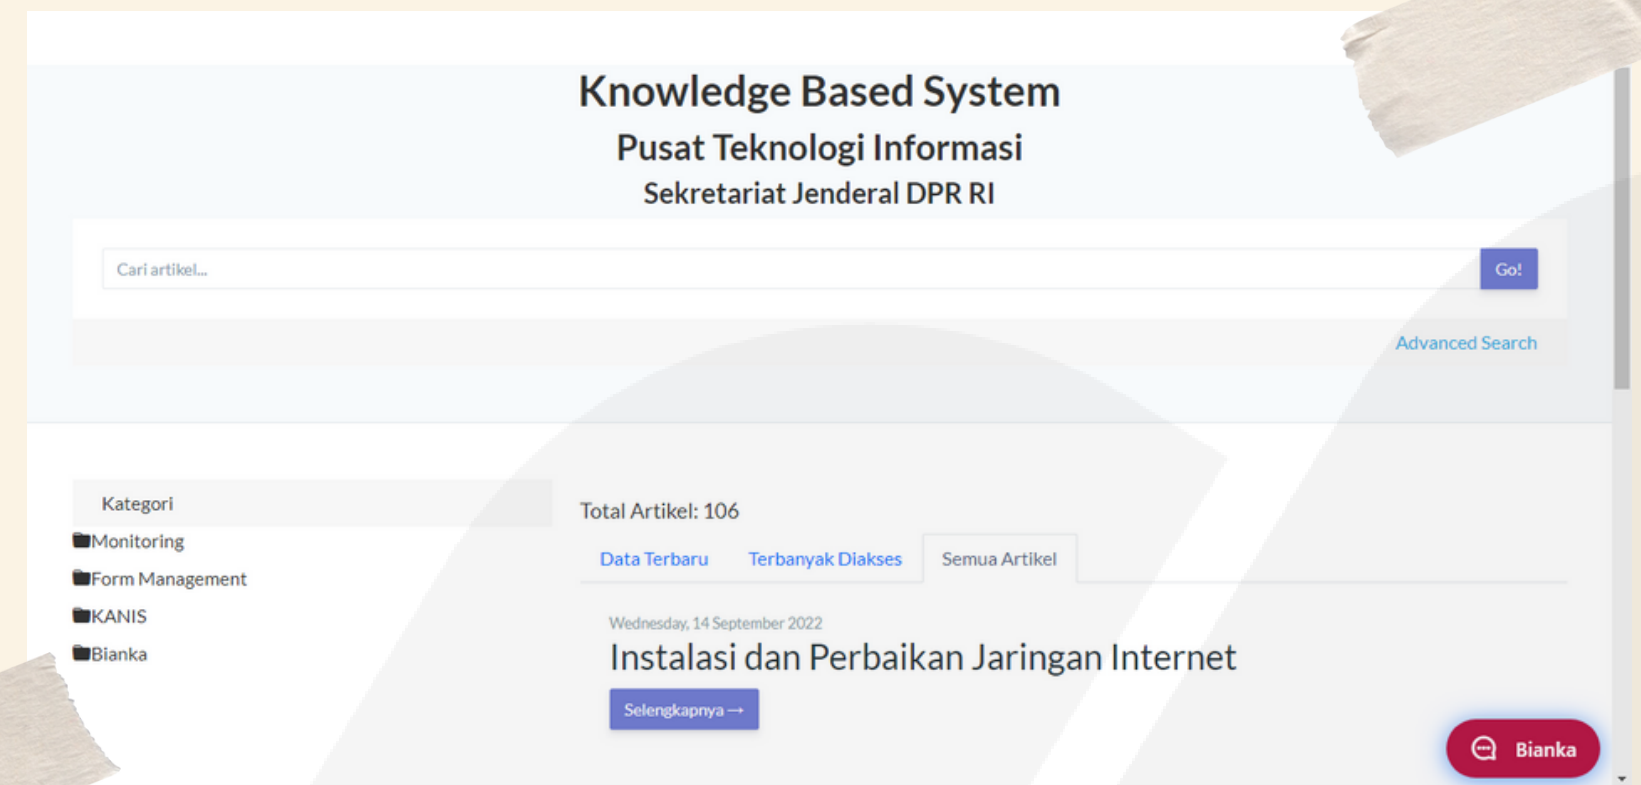 Knowledge Based System
Pusat Teknologi Informasi
Sekretariat Jenderal DPR RI
Cari artikel...
Go!
Advanced Search
Kategori
Monitoring
Form Management
KANIS
Bianka
Total Artikel: 106
Data Terbaru
Terbanyak Diakses
Semua Artikel
Wednesday, 14 September 2022
Instalasi dan Perbaikan Jaringan Internet
Selengkapnya →
Bianka